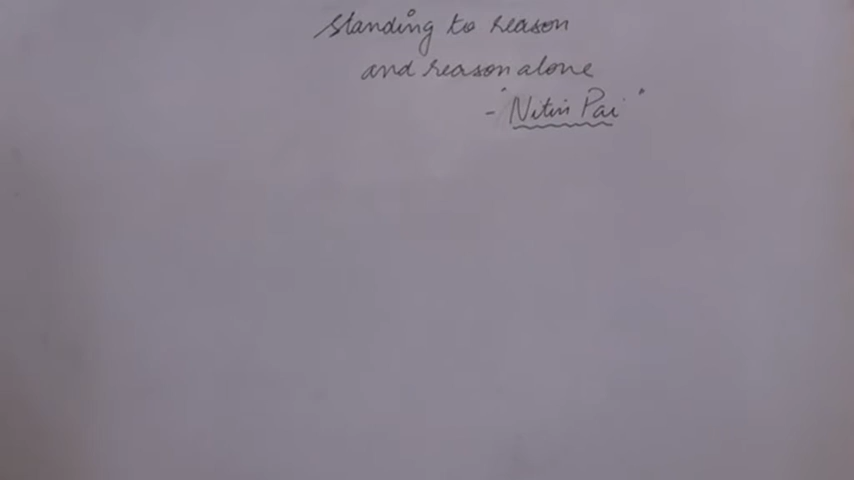 Standing to reason
and reason alone
- "Nitin Pai"